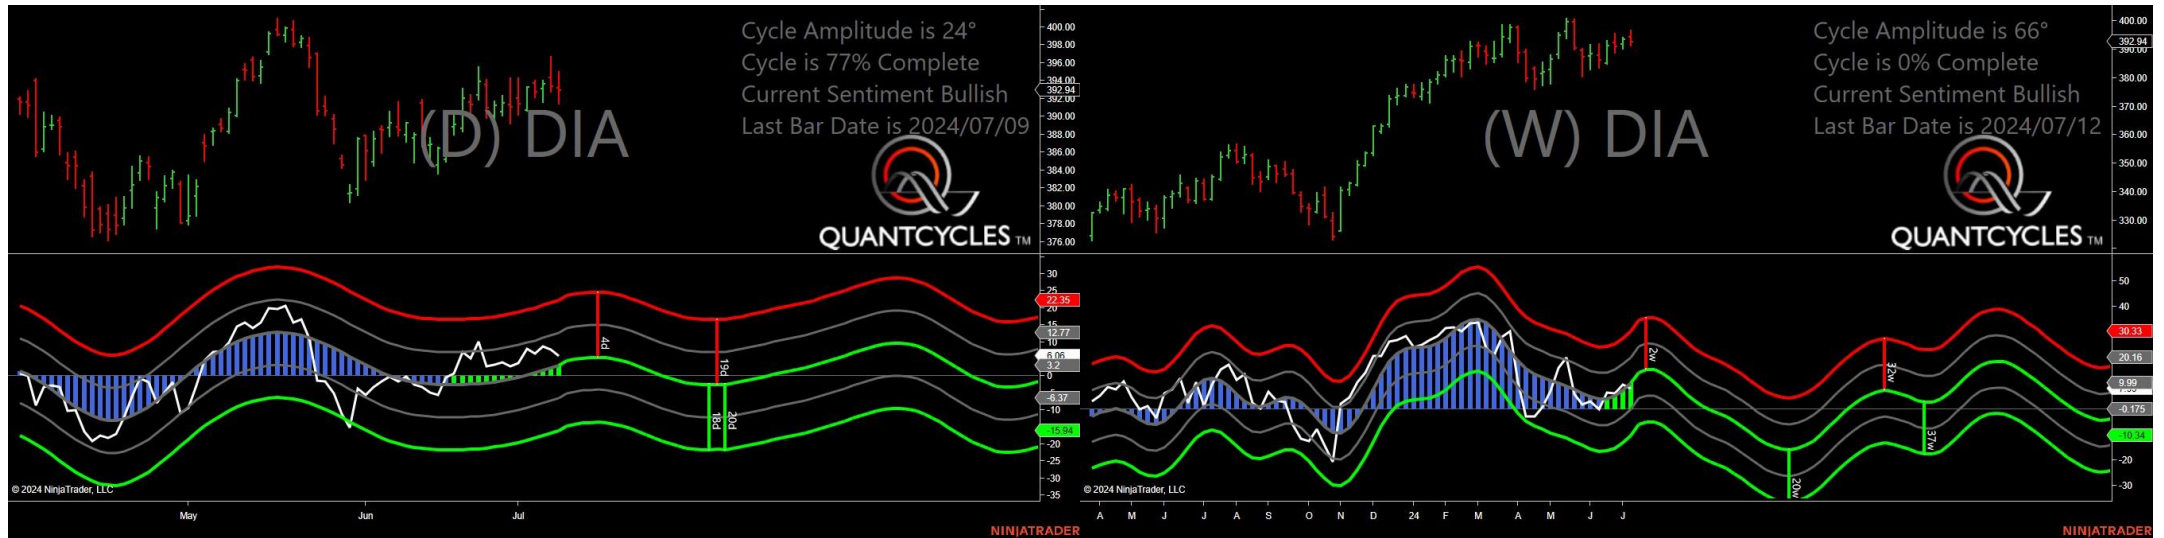 Cycle Amplitude is 24°
Cycle is 77% Complete
Current Sentiment Bullish
Last Bar Date is 2024/07/09
(D) DIA
QUANTCYCLES TM
400.00
398.00
396.00
394.00
392.94
392.00
390.00
388.00
386.00
384.00
382.00
380.00
378.00
376.00
30
25
22.35
20
15
12.77
10
6.06
3.2
0
-6.37
-10
-15.94
-20
-25
-30
-35
4d
19d
18d
20d
© 2024 NinjaTrader, LLC
May
Jun
Jul
NINJATRADER
Cycle Amplitude is 66°
Cycle is 0% Complete
Current Sentiment Bullish
Last Bar Date is 2024/07/12
(W) DIA
QUANTCYCLES TM
400.00
392.94
380.00
370.00
360.00
350.00
340.00
330.00
50
40
30.33
20.16
9.99
-0.175
-10.34
-20
-30
2w
32w
37w
20w
© 2024 NinjaTrader, LLC
A M J J A S O N D 24 F M A M J J
NINJATRADER